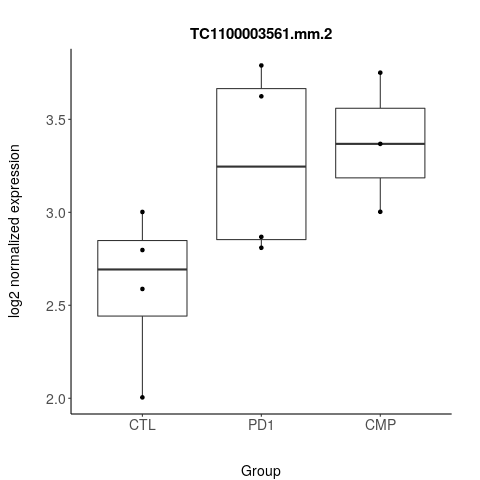 TC1100003561.mm.2
log2 normalized expression
3.5
3.0
2.5
2.0
CTL PD1 CMP
Group